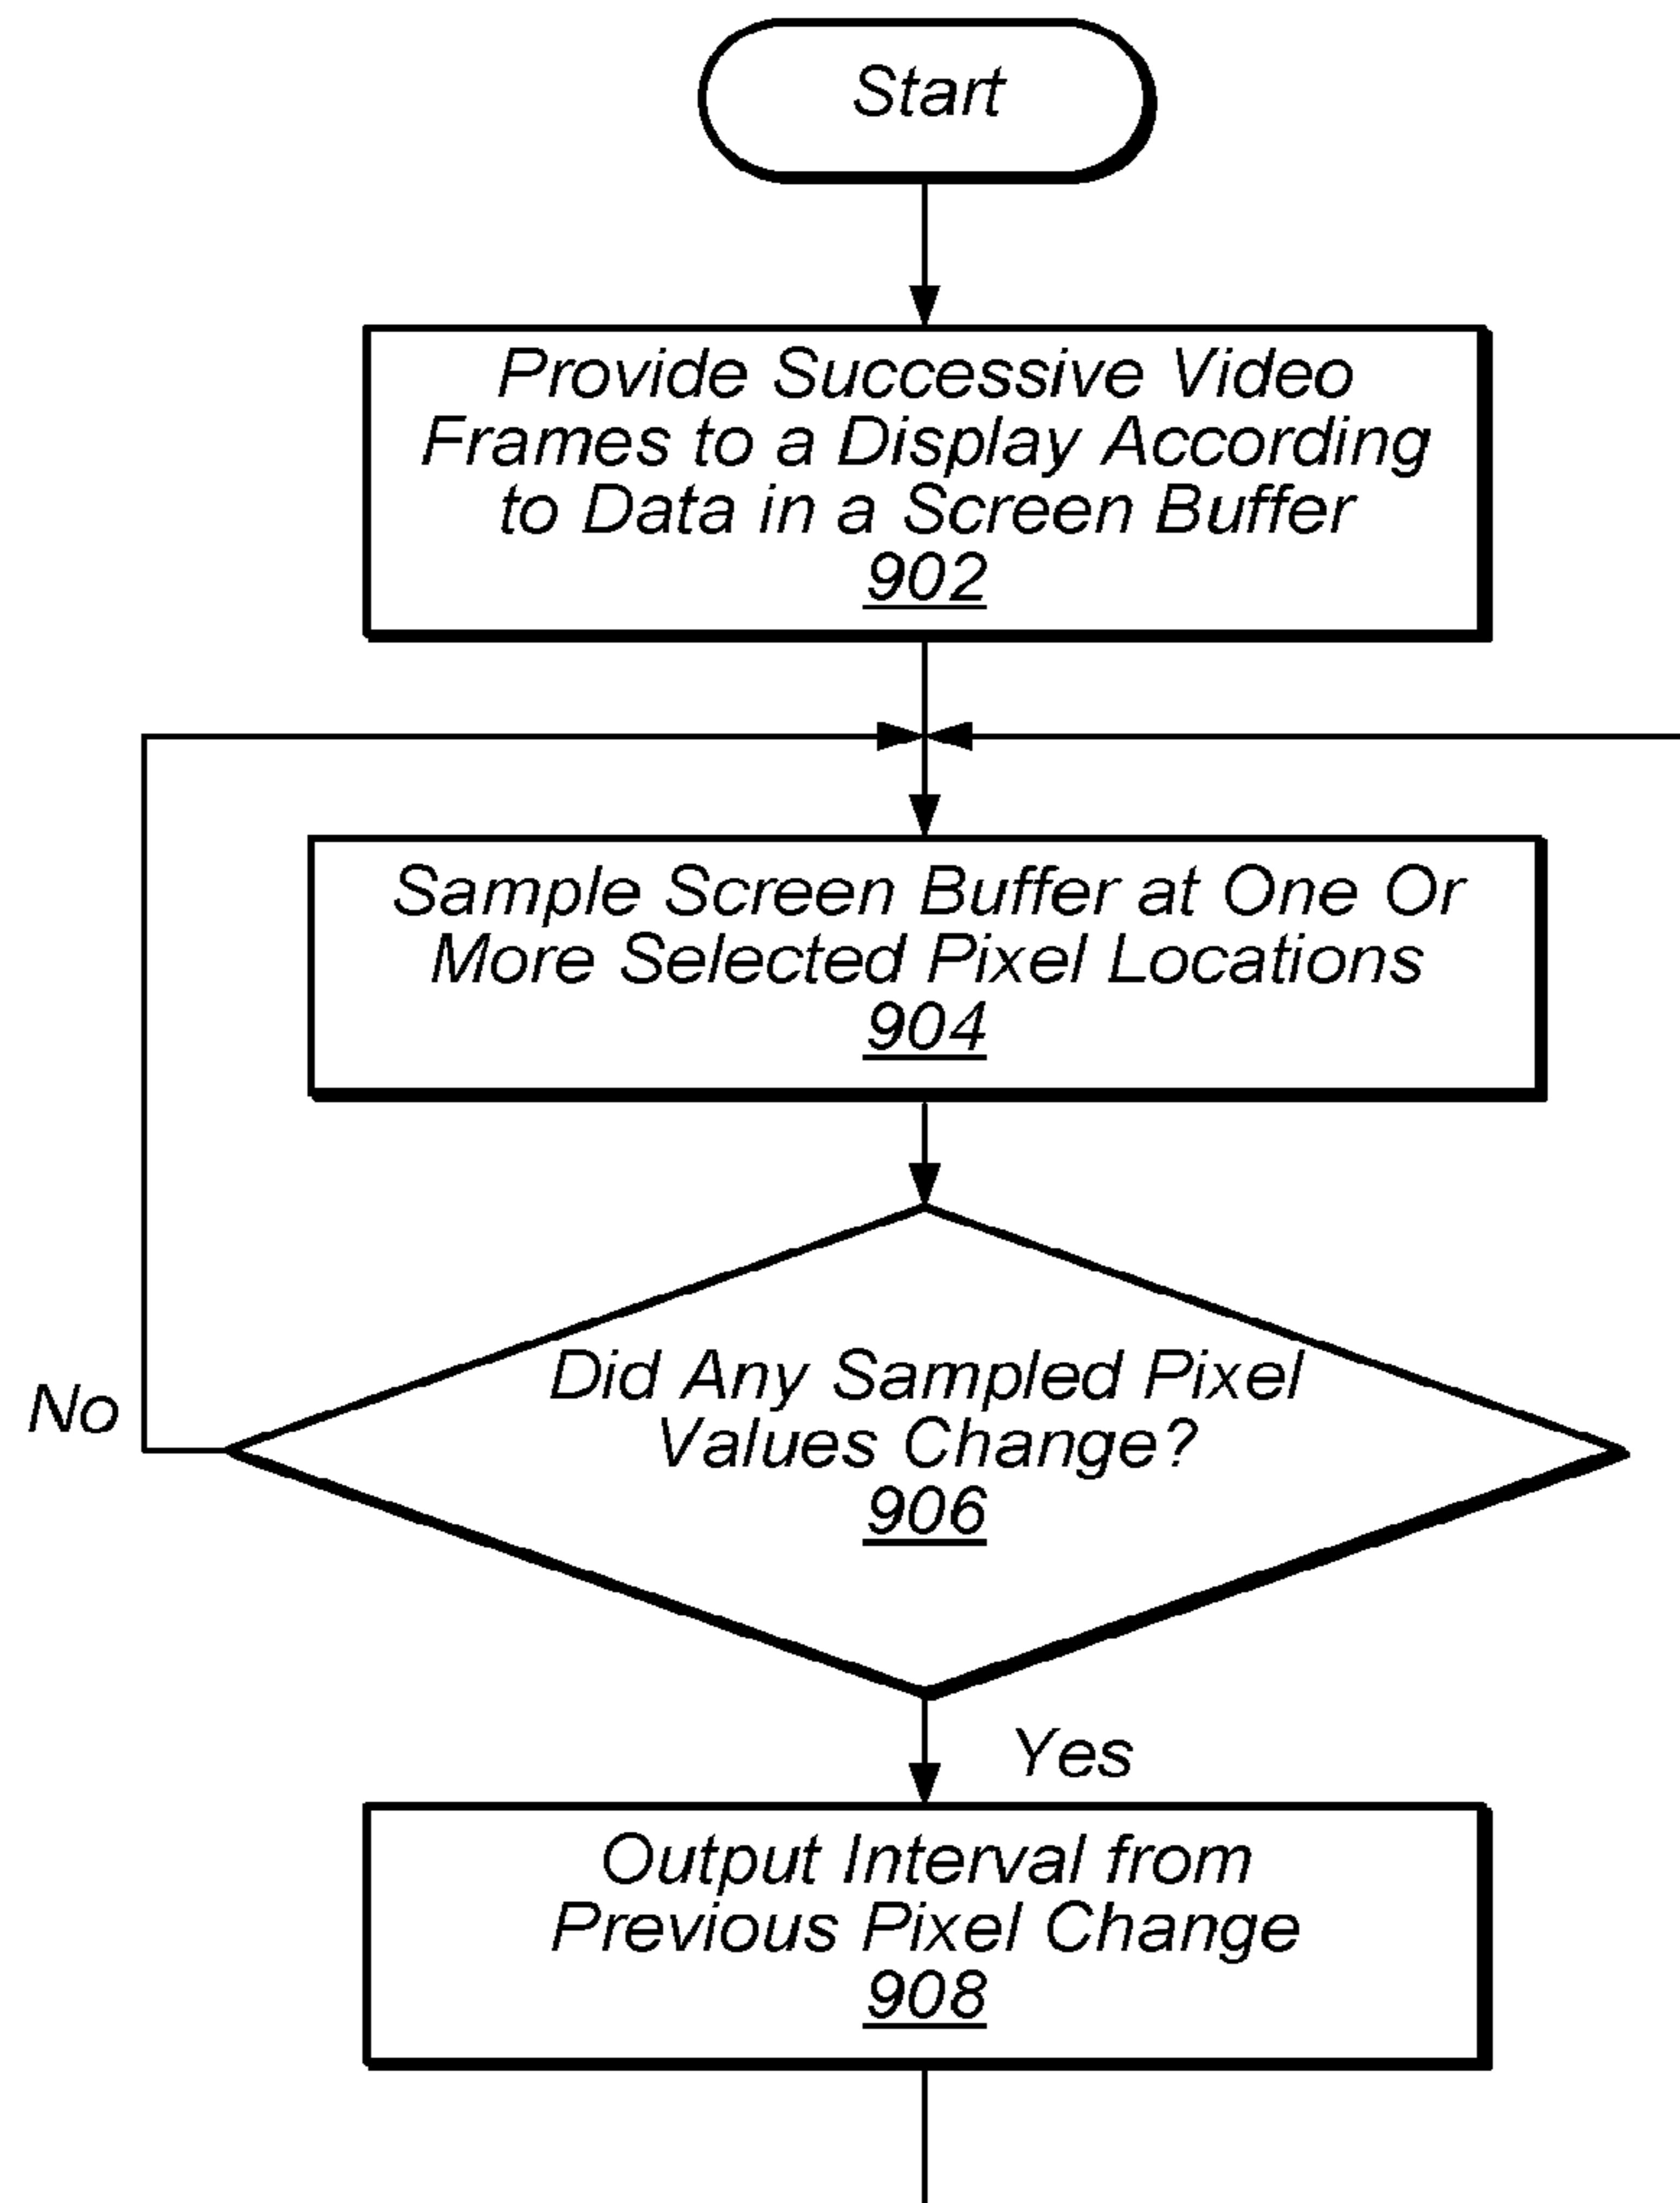 Start
Provide Successive Video
Frames to a Display According
to Data in a Screen Buffer
902
Sample Screen Buffer at One Or
More Selected Pixel Locations
904
Did Any Sampled Pixel
Values Change?
906
No
Yes
Output Interval from
Previous Pixel Change
908